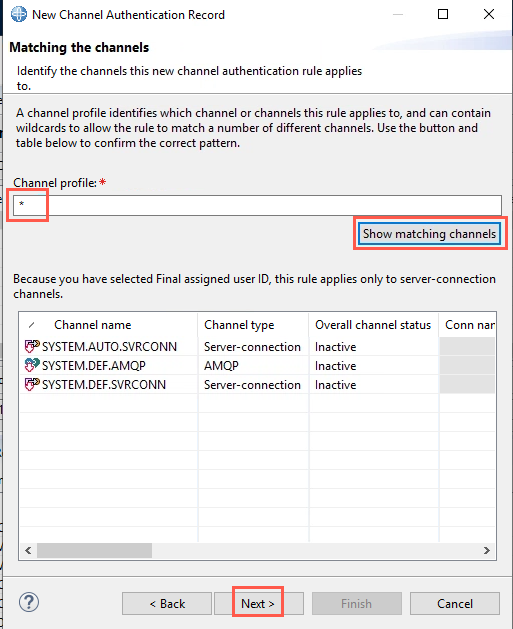 New Channel Authentication Record
Matching the channels
Identify the channels this new channel authentication rule applies
to.
A channel profile identifies which channel or channels this rule applies to, and can contain
wildcards to allow the rule to match a number of different channels. Use the button and
table below to confirm the correct pattern.
Channel profile: *
*
Show matching channels
Because you have selected Final assigned user ID, this rule applies only to server-connection
channels.
Channel name Channel type Overall channel status Conn nar
SYSTEM.AUTO.SVRCONN Server-connection Inactive
SYSTEM.DEF.AMQP AMQP Inactive
SYSTEM.DEF.SVRCONN Server-connection Inactive
? < Back Next > Finish Cancel